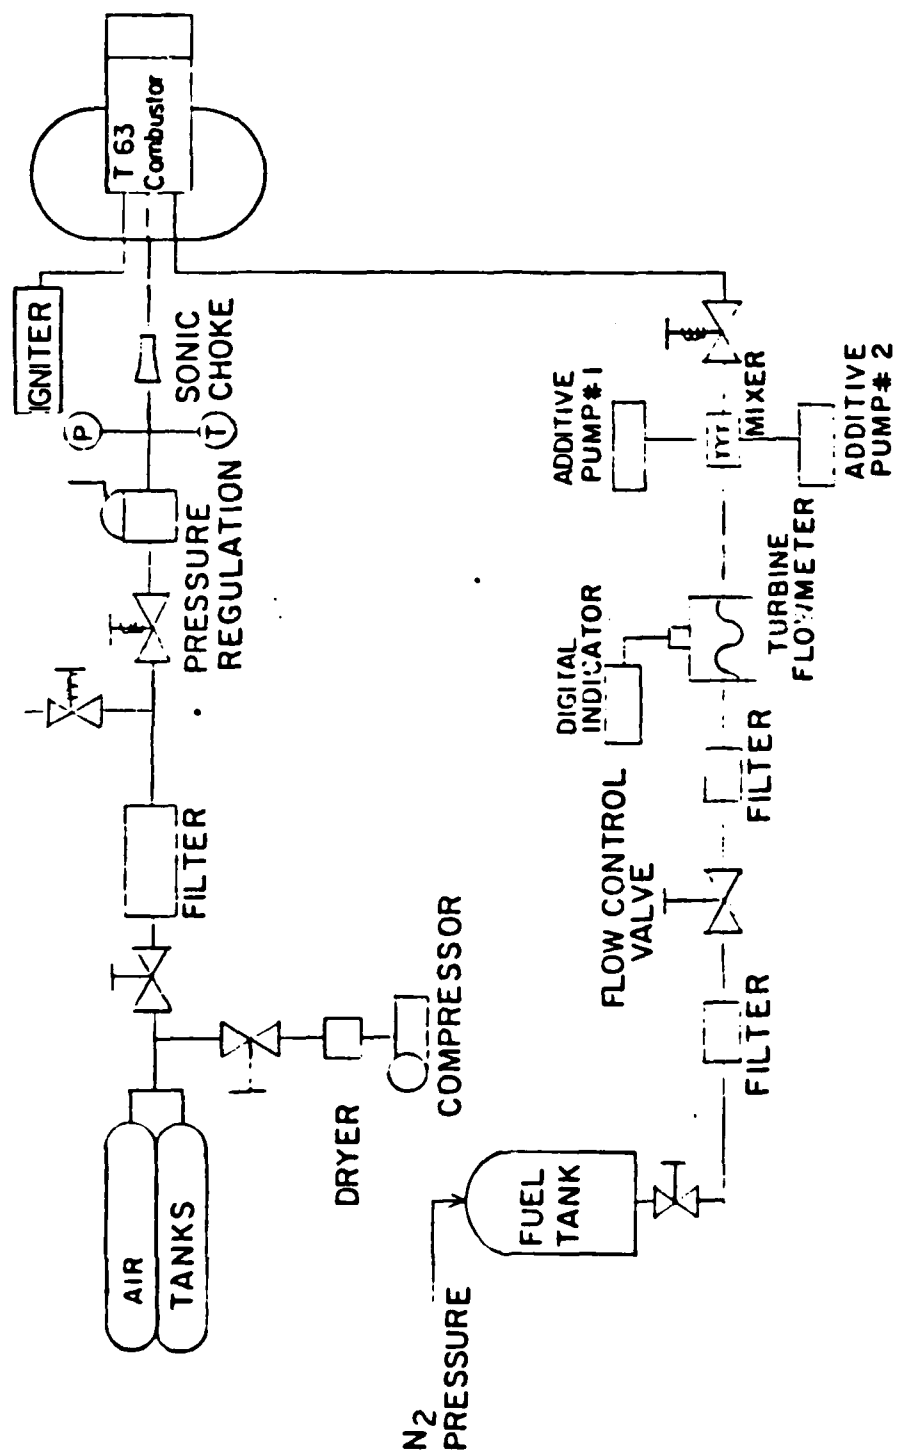 AIR
TANKS
DRYER
COMPRESSOR
FILTER
PRESSURE
REGULATION
P
T
SONIC
CHOKE
IGNITER
T 63
Combustor
N2
PRESSURE
FUEL
TANK
FILTER
FLOW CONTROL
VALVE
FILTER
DIGITAL
INDICATOR
TURBINE
FLOWMETER
ADDITIVE
PUMP#1
MIXER
ADDITIVE
PUMP#2